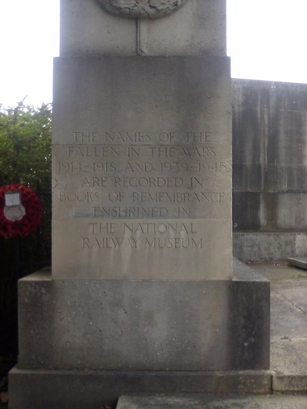 THE NAMES OF THE
FALLEN IN THE WARS
1914-1918 AND 1939-1945
ARE RECORDED IN
BOOKS OF REMEMBRANCE
ENSHRINED IN
THE NATIONAL
RAILWAY MUSEUM